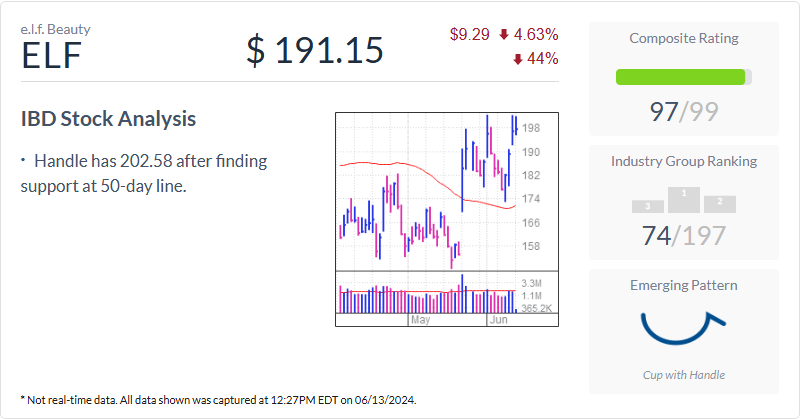 e.l.f. Beauty
ELF
$ 191.15
$9.29 4.63%
44%
IBD Stock Analysis
· Handle has 202.58 after finding
support at 50-day line.
198
190
182
174
166
158
3.3M
1.1M
365.2K
May
Jun
Composite Rating
97/99
Industry Group Ranking
3 1 2
74/197
Emerging Pattern
Cup with Handle
* Not real-time data. All data shown was captured at 12:27PM EDT on 06/13/2024.